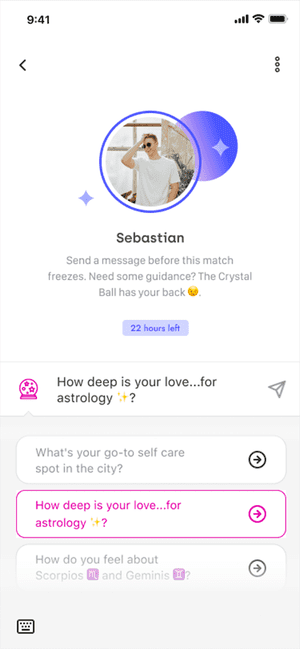 9:41
Sebastian
Send a message before this match
freezes. Need some guidance? The Crystal
Ball has your back 😉.
22 hours left
How deep is your love...for
astrology ✨?
What's your go-to self care
spot in the city?
How deep is your love...for
astrology ✨?
How do you feel about
Scorpios ♏ and Geminis ♊?